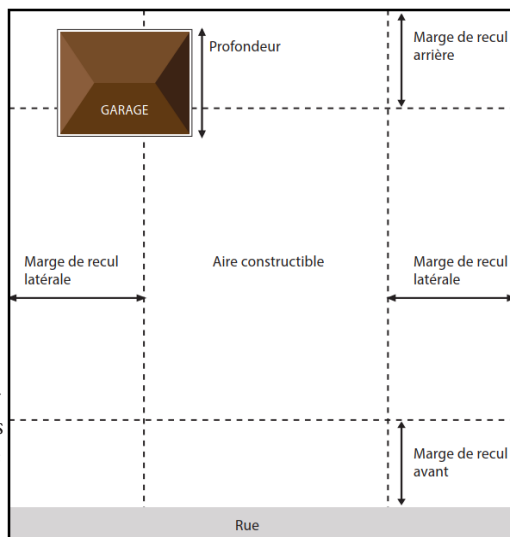 Profondeur
Marge de recul
arrière
GARAGE
Marge de recul
latérale
Aire constructible
Marge de recul
latérale
Marge de recul
avant
Rue